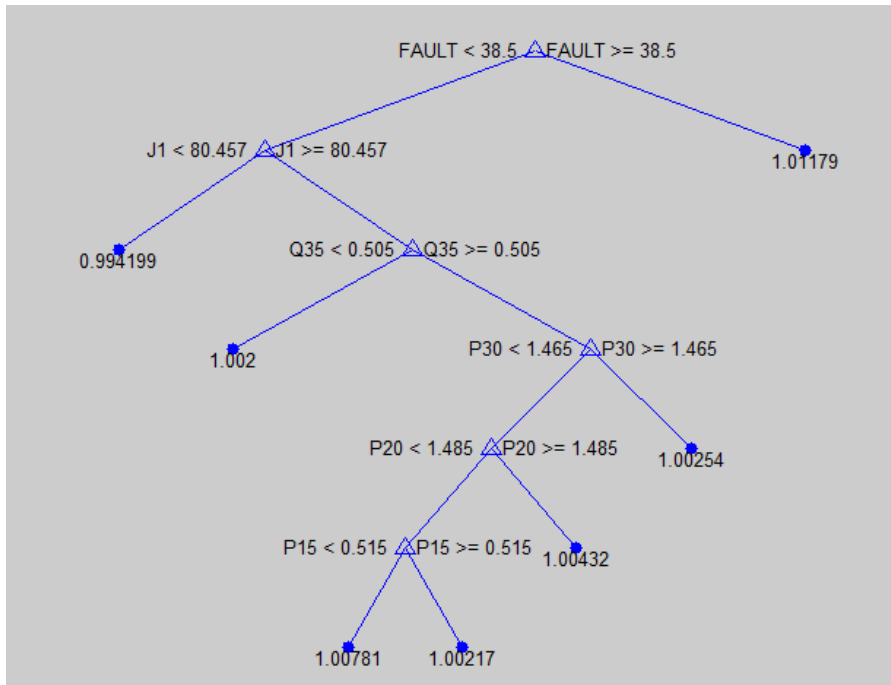 FAULT < 38.5 FAULT >= 38.5
J1 < 80.457 J1 >= 80.457
1.01179
Q35 < 0.505 Q35 >= 0.505
0.994199
P30 < 1.465 P30 >= 1.465
1.002
P20 < 1.485 P20 >= 1.485
1.00254
P15 < 0.515 P15 >= 0.515
1.00432
1.00781 1.00217